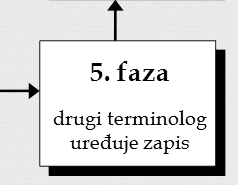 5. faza
drugi terminolog
uređuje zapis